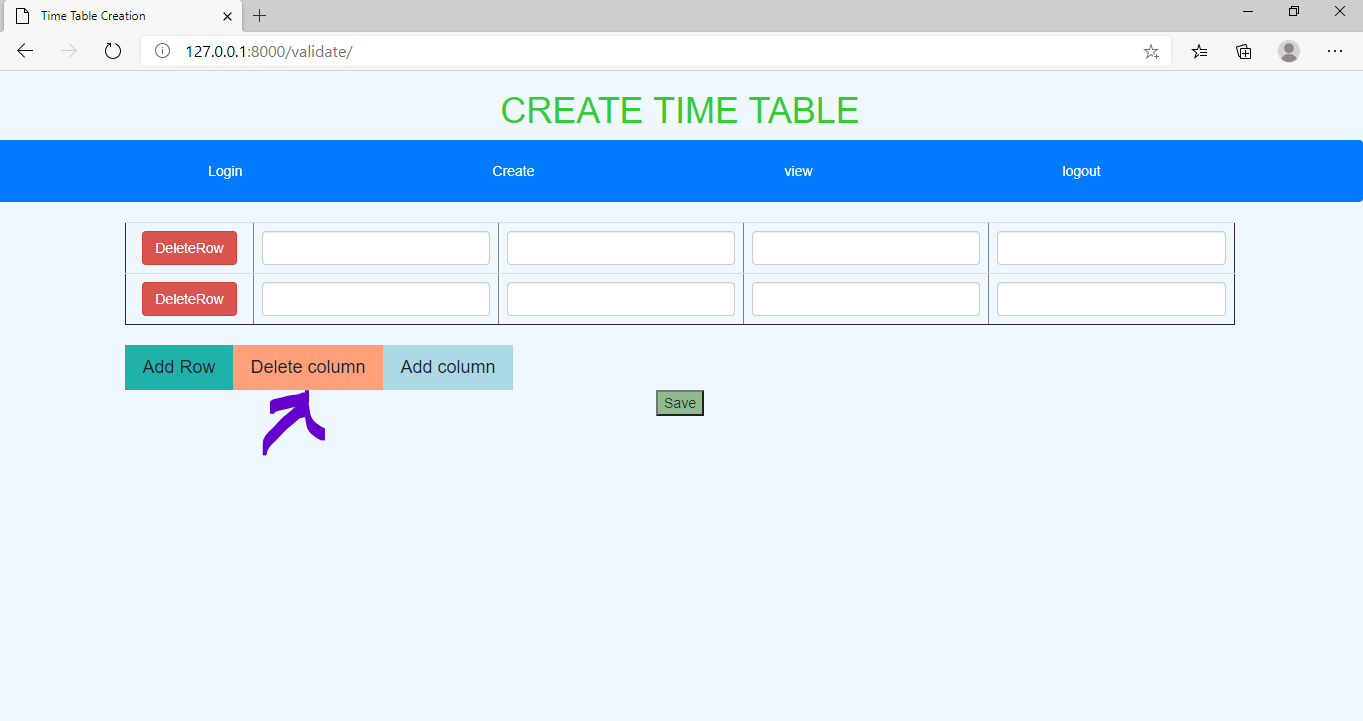 Time Table Creation
127.0.0.1:8000/validate/
CREATE TIME TABLE
Login Create view logout
DeleteRow
DeleteRow
Add Row Delete column Add column
Save